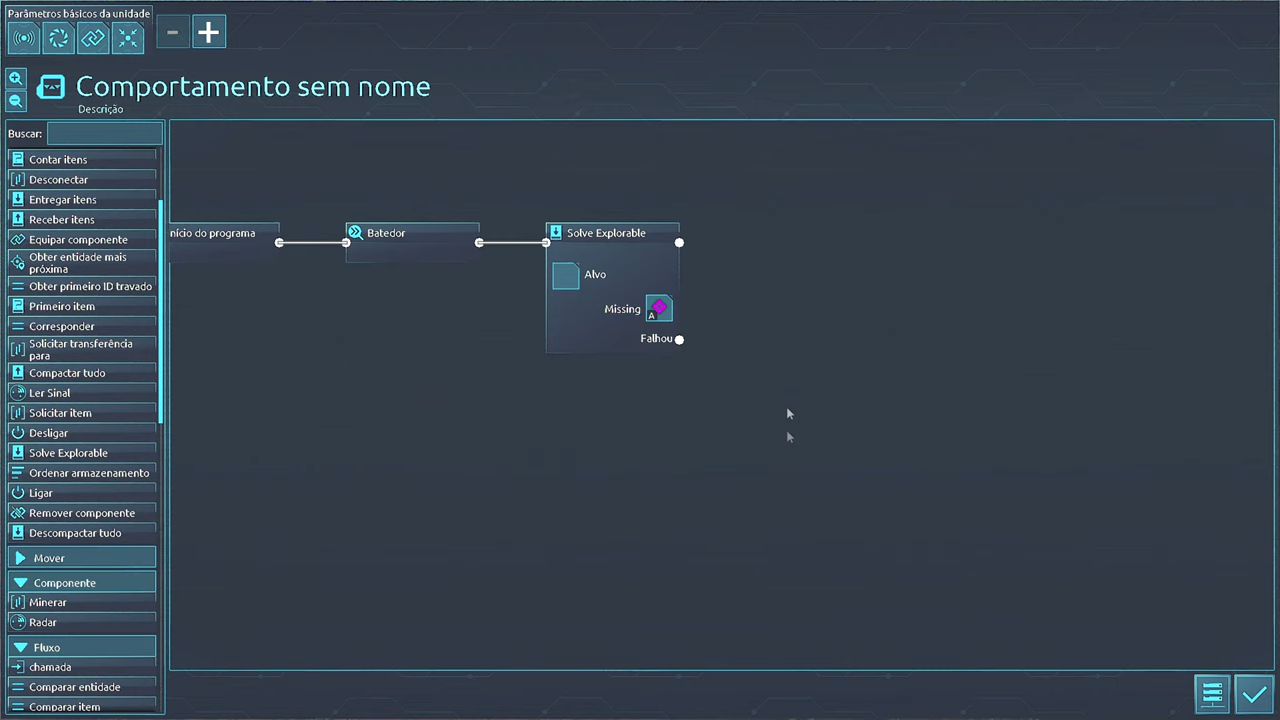 Parâmetros básicos da unidade
Comportamento sem nome
Descrição
Buscar:
Contar itens
Desconectar
Entregar itens
Receber itens
Equipar componente
Obter entidade mais
próxima
Obter primeiro ID travado
Primeiro item
Corresponder
Solicitar transferência
para
Compactar tudo
Ler Sinal
Solicitar item
Desligar
Solve Explorable
Ordenar armazenamento
Ligar
Remover componente
Descompactar tudo
Mover
Componente
Minerar
Radar
Fluxo
chamada
Comparar entidade
Comparar item
nício do programa
Batedor
Solve Explorable
Alvo
Missing
A
Falhou